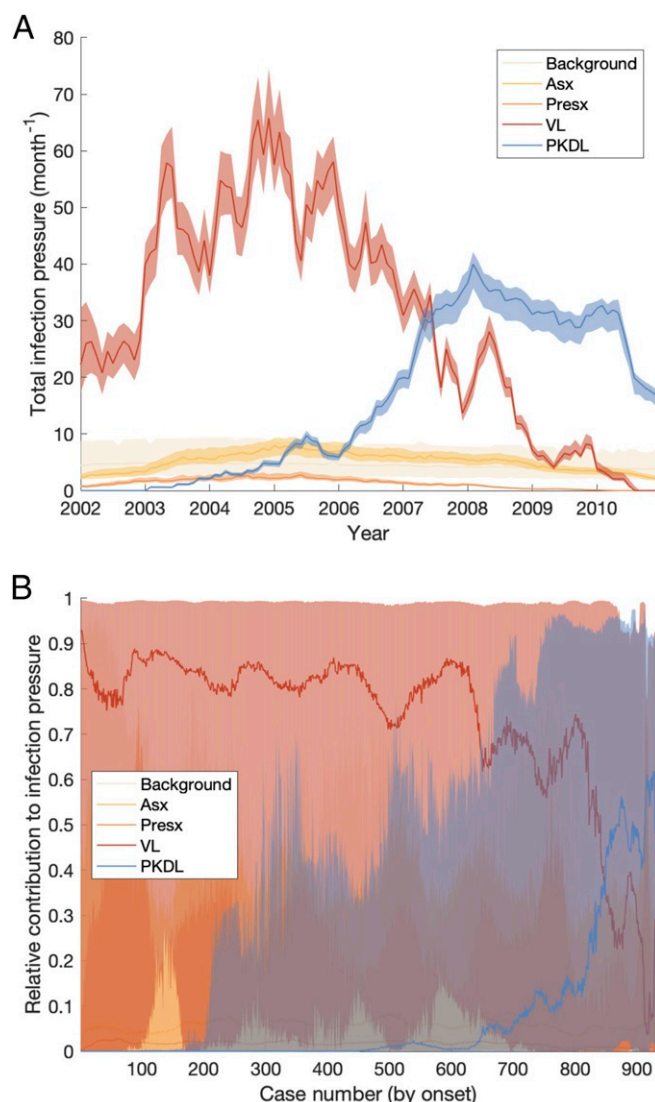 A
Total infection pressure (month⁻¹)
80
70
60
50
40
30
20
10
0
Background
Asx
Presx
VL
PKDL
2002 2003 2004 2005 2006 2007 2008 2009 2010
Year
B
Relative contribution to infection pressure
1
0.9
0.8
0.7
0.6
0.5
0.4
0.3
0.2
0.1
0
Background
Asx
Presx
VL
PKDL
100 200 300 400 500 600 700 800 900
Case number (by onset)